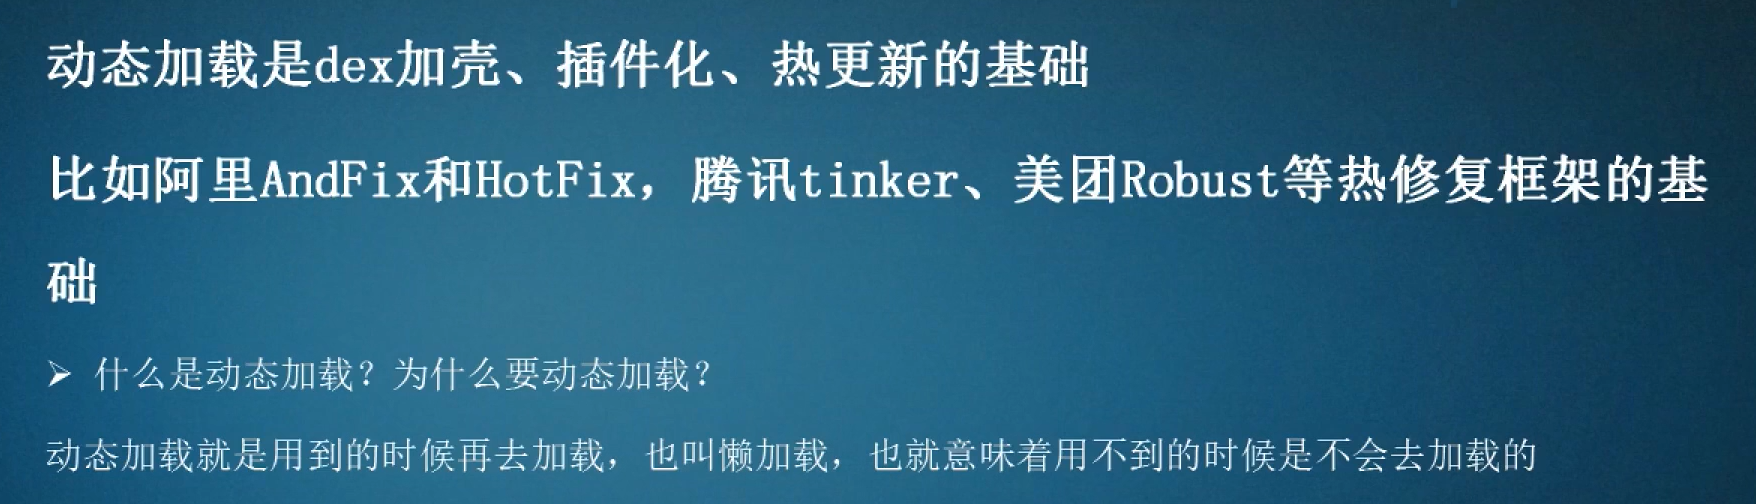 动态加载是dex加壳、插件化、热更新的基础
比如阿里AndFix和HotFix，腾讯tinker、美团Robust等热修复框架的基
础
➢ 什么是动态加载？为什么要动态加载？
动态加载就是用到的时候再去加载，也叫懒加载，也就意味着用不到的时候是不会去加载的